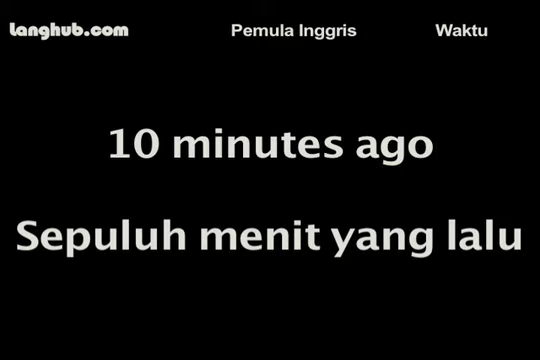 Langhub.com Pemula Inggris Waktu
10 minutes ago
Sepuluh menit yang lalu